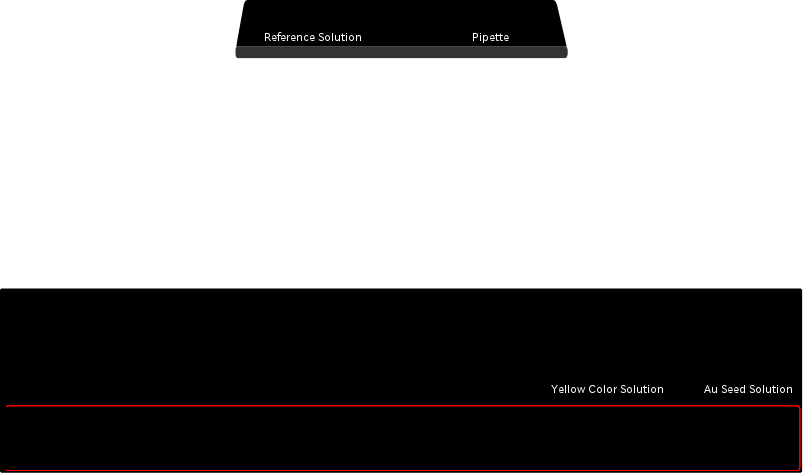 Reference Solution
Pipette
Yellow Color Solution
Au Seed Solution